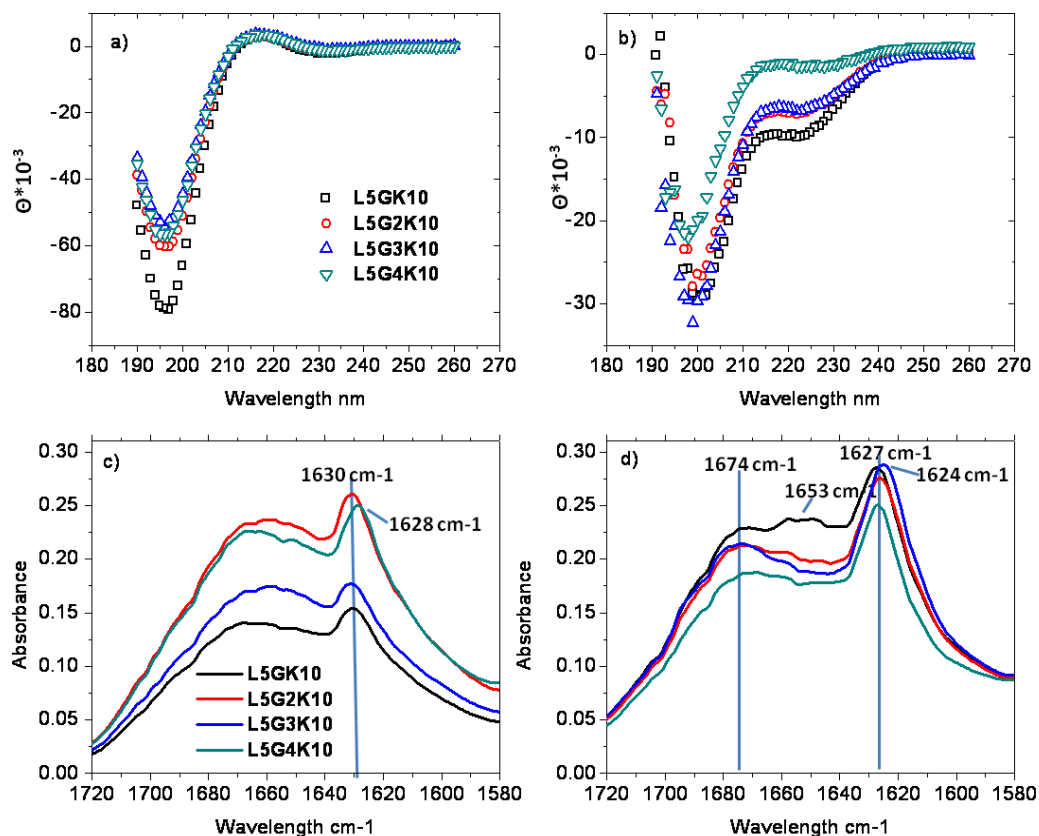 a)
0
-20
-40
-60
-80
Θ*10⁻³
180 190 200 210 220 230 240 250 260 270
Wavelength nm
b)
0
-10
-20
-30
Θ*10⁻³
L5GK10
L5G2K10
L5G3K10
L5G4K10
180 190 200 210 220 230 240 250 260 270
Wavelength nm
c)
0.30
0.25
0.20
0.15
0.10
0.05
0.00
Absorbance
1630 cm-1
1628 cm-1
L5GK10
L5G2K10
L5G3K10
L5G4K10
1720 1700 1680 1660 1640 1620 1600 1580
Wavelength cm-1
d)
0.30
0.25
0.20
0.15
0.10
0.05
0.00
Absorbance
1674 cm-1
1653 cm-1
1627 cm-1
1624 cm-1
1720 1700 1680 1660 1640 1620 1600 1580
Wavelength cm-1